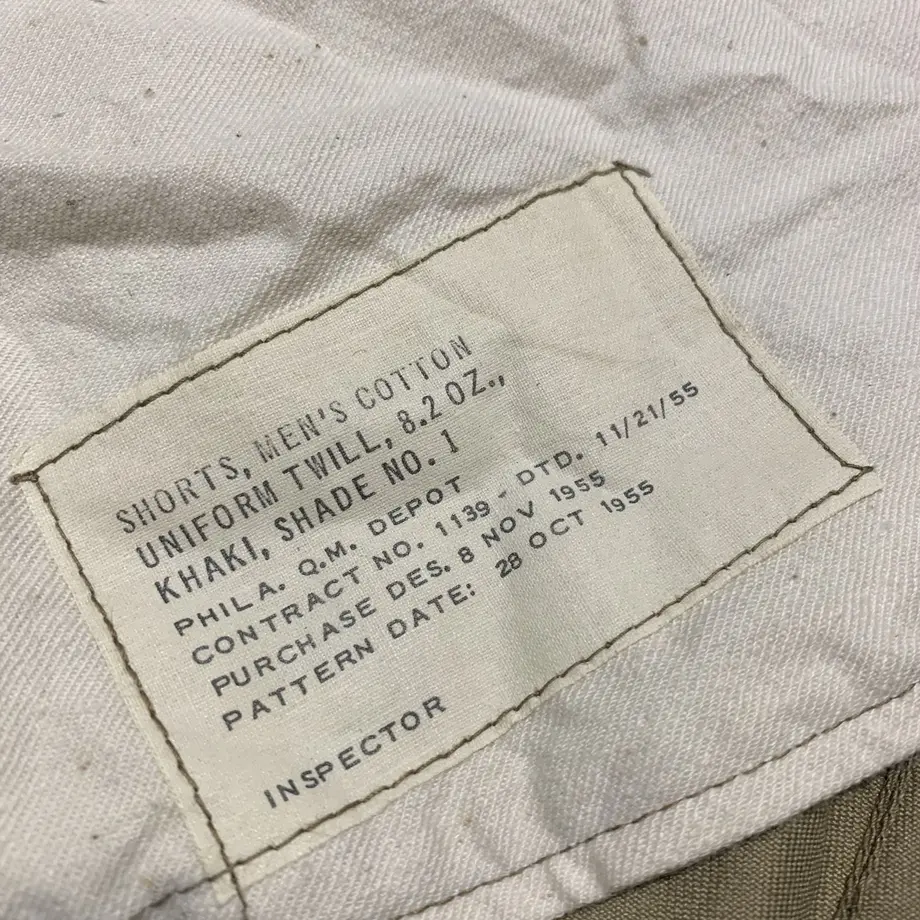 SHORTS, MEN'S COTTON
UNIFORM TWILL, 8.2 OZ.,
KHAKI, SHADE NO. 1
PHILA. Q.M. DEPOT
CONTRACT NO. 1139 - DTD. 11/21/55
PURCHASE DES. 8 NOV 1955
PATTERN DATE: 28 OCT 1955
INSPECTOR